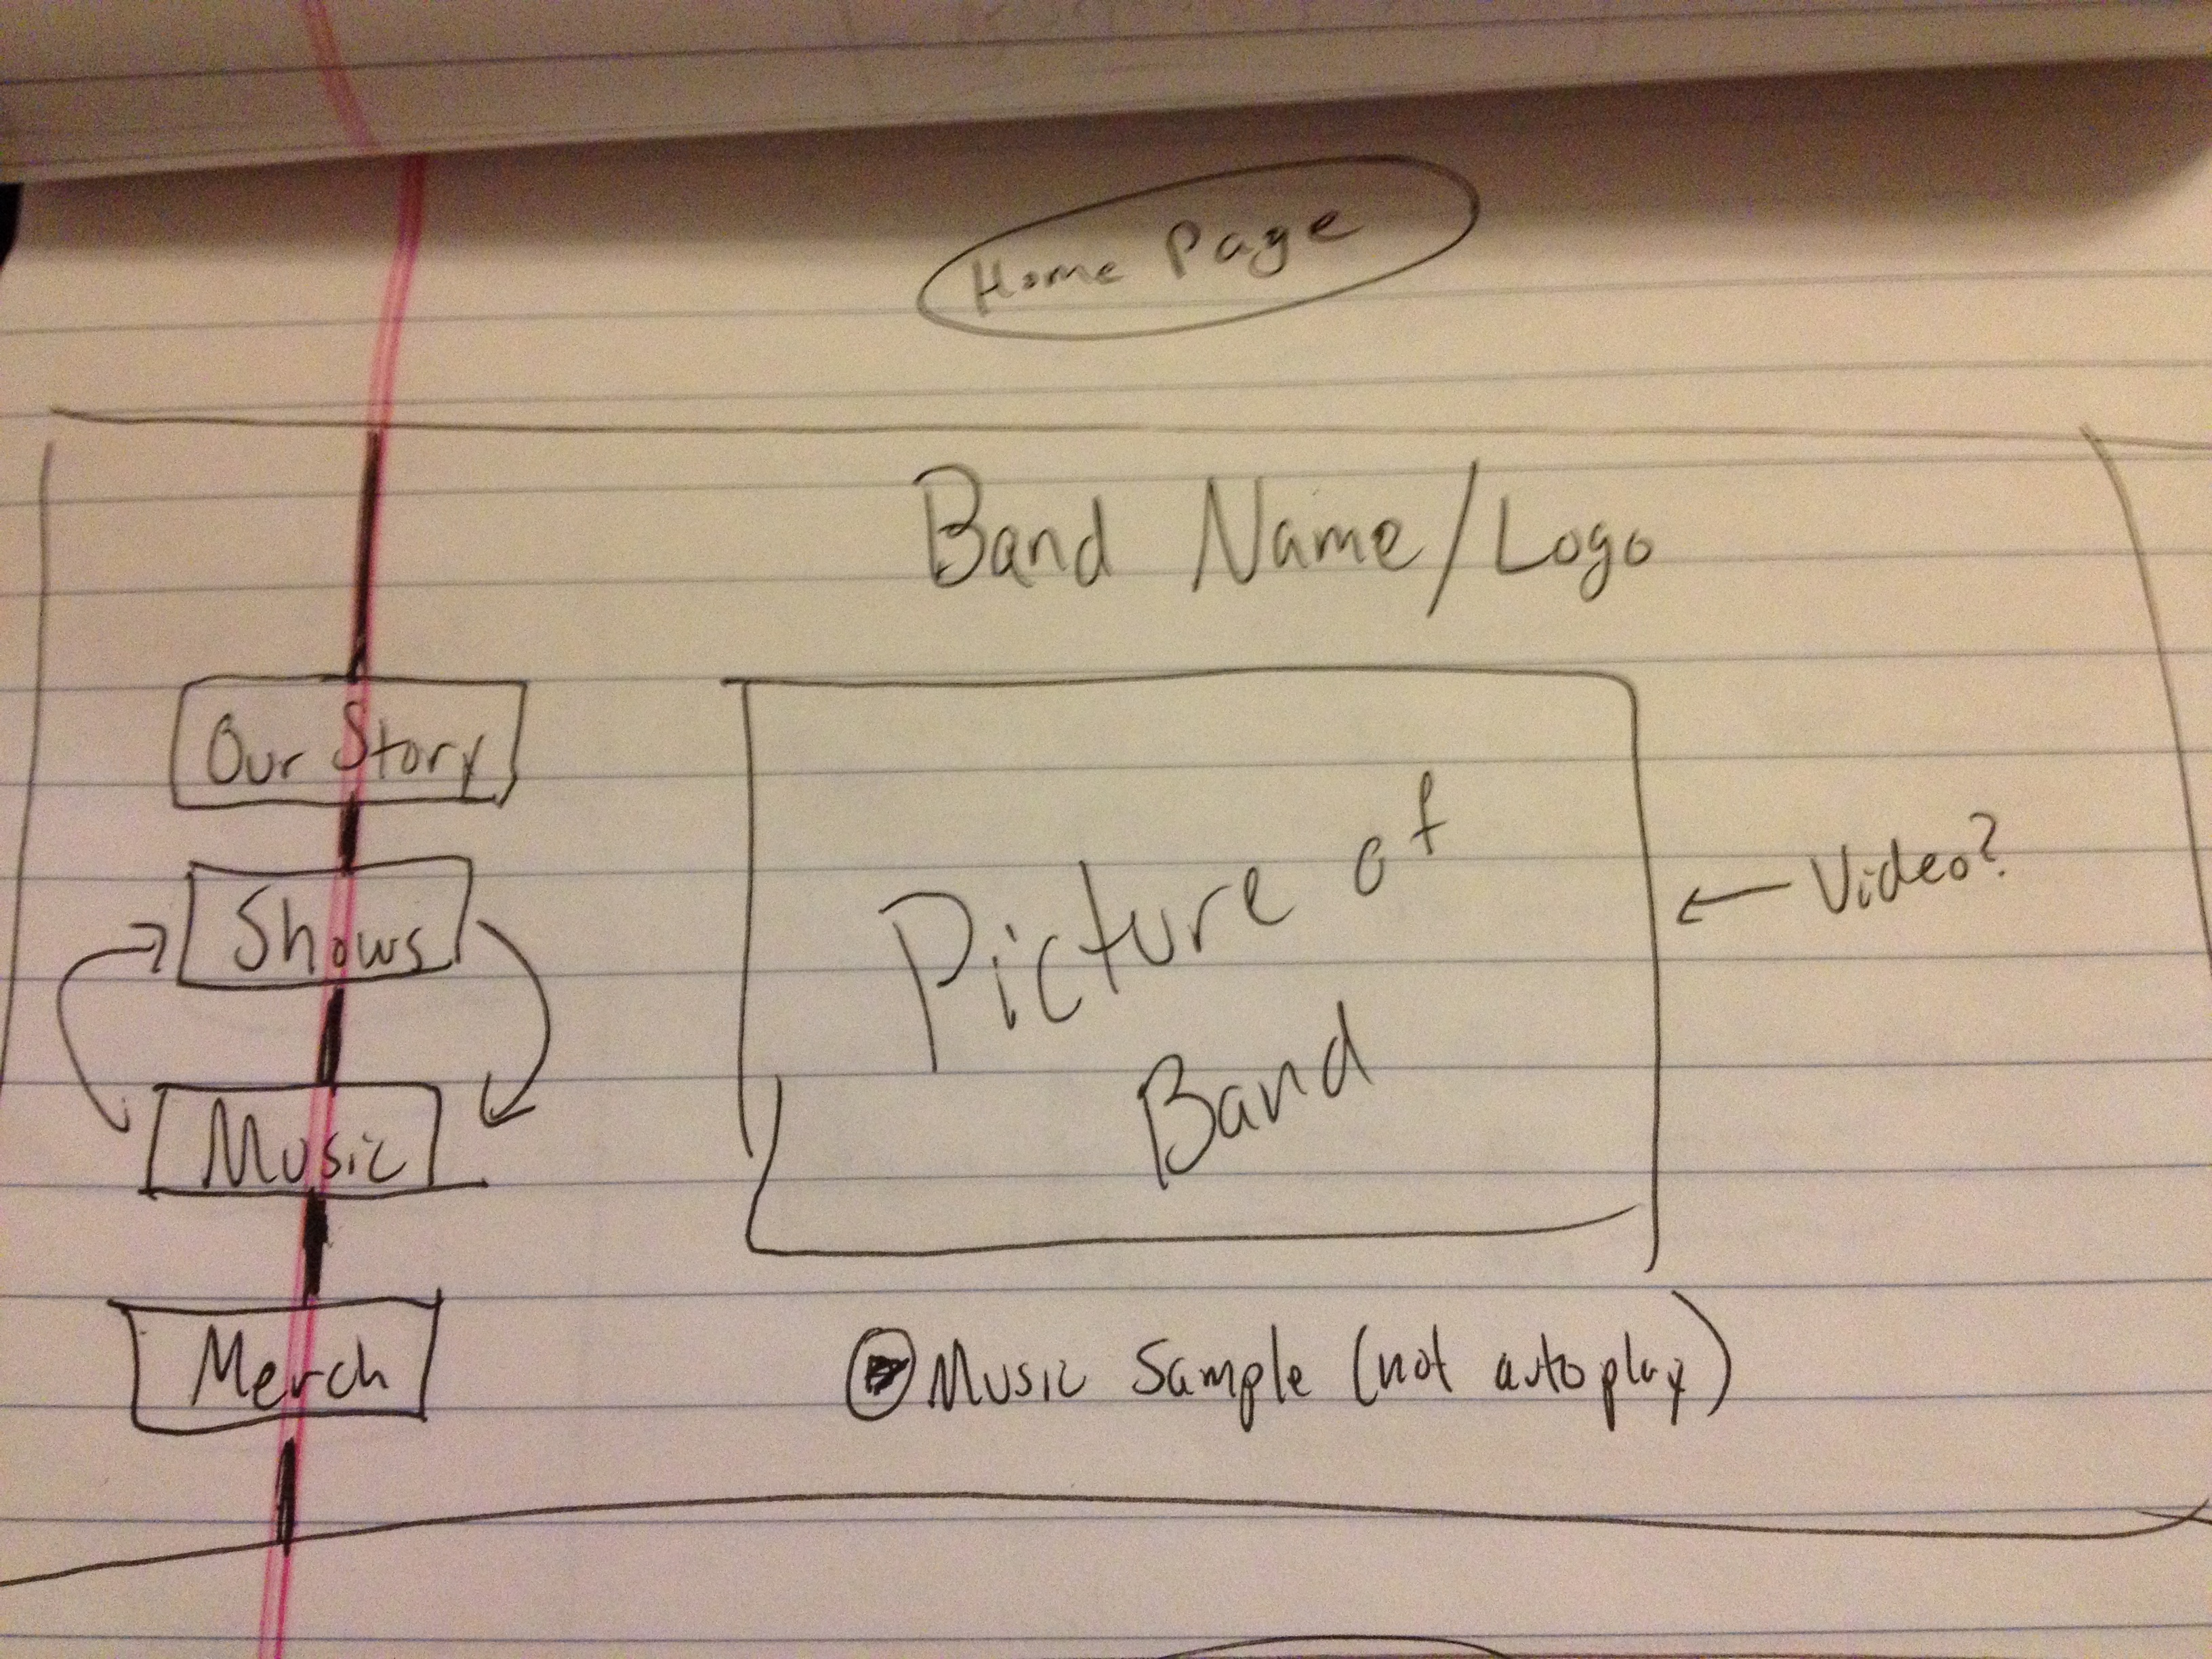 Home Page
Band Name/Logo
Our Story
Shows
Music
Merch
Picture of
Band
Video?
Music Sample (not autoplay)